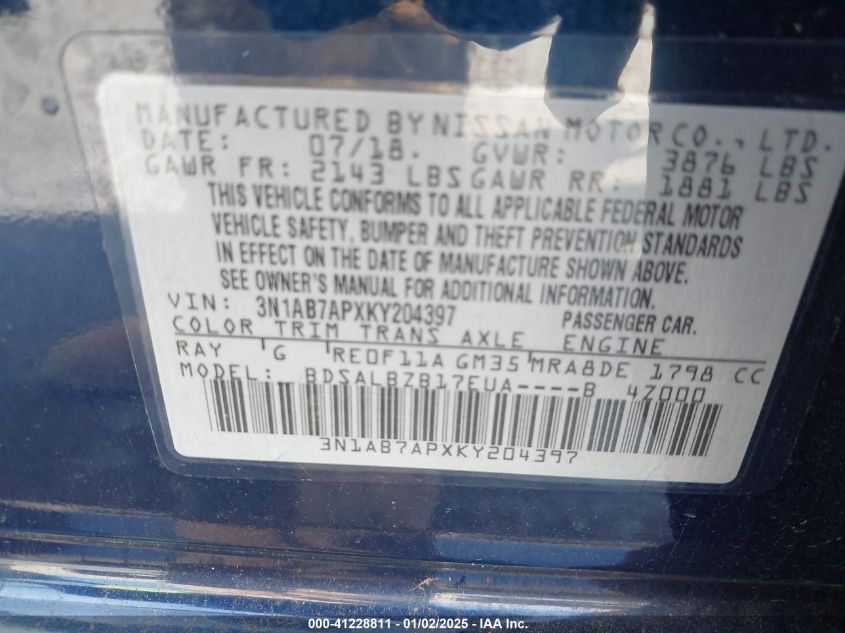 MANUFACTURED BY NISSAN MOTOR CO., LTD.
DATE: 07/18. GVWR: 3876 LBS
GAWR FR: 2143 LBS GAWR RR: 1881 LBS
THIS VEHICLE CONFORMS TO ALL APPLICABLE FEDERAL MOTOR
VEHICLE SAFETY, BUMPER AND THEFT PREVENTION STANDARDS
IN EFFECT ON THE DATE OF MANUFACTURE SHOWN ABOVE.
SEE OWNER'S MANUAL FOR ADDITIONAL INFORMATION.
VIN: 3N1AB7APXKY204397 PASSENGER CAR.
COLOR TRIM TRANS AXLE ENGINE
RAY G RE0F11A GM35 MRA8DE 1798 CC
MODEL: BDSALBZB17EUA----B 4Z000
3N1AB7APXKY204397
000-41228811 - 01/02/2025 - IAA Inc.